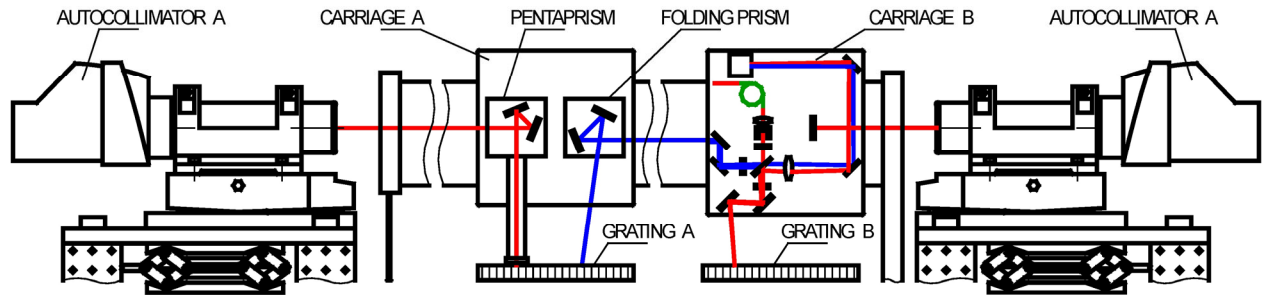 AUTOCOLLIMATOR A
CARRIAGE A
PENTAPRISM
FOLDING PRISM
CARRIAGE B
AUTOCOLLIMATOR A
GRATING A
GRATING B